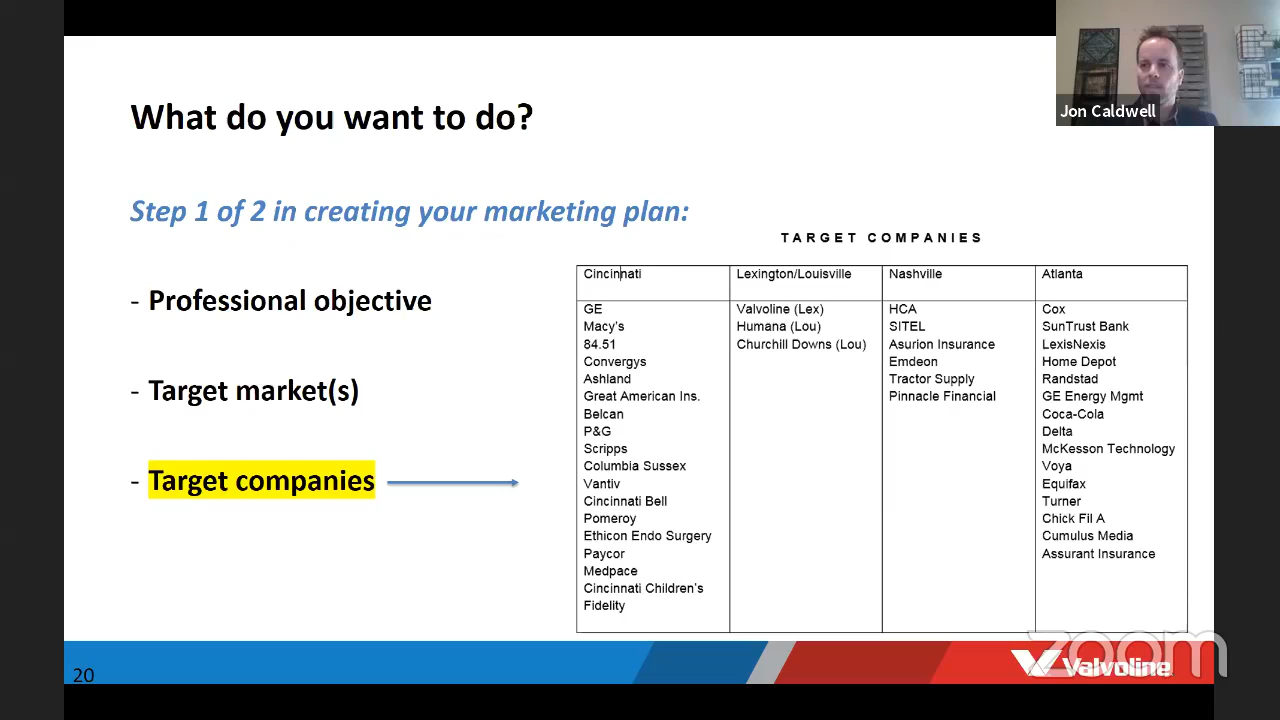 Jon Caldwell
What do you want to do?
Step 1 of 2 in creating your marketing plan:
- Professional objective
- Target market(s)
- Target companies
TARGET COMPANIES
Cincinnati
GE
Macy's
84.51
Convergys
Ashland
Great American Ins.
Belcan
P&G
Scripps
Columbia Sussex
Vantiv
Cincinnati Bell
Pomeroy
Ethicon Endo Surgery
Paycor
Medpace
Cincinnati Children's
Fidelity
Lexington/Louisville
Valvoline (Lex)
Humana (Lou)
Churchill Downs (Lou)
Nashville
HCA
SITEL
Asurion Insurance
Emdeon
Tractor Supply
Pinnacle Financial
Atlanta
Cox
SunTrust Bank
LexisNexis
Home Depot
Randstad
GE Energy Mgmt
Coca-Cola
Delta
McKesson Technology
Voya
Equifax
Turner
Chick Fil A
Cumulus Media
Assurant Insurance
20
zoom
Valvoline